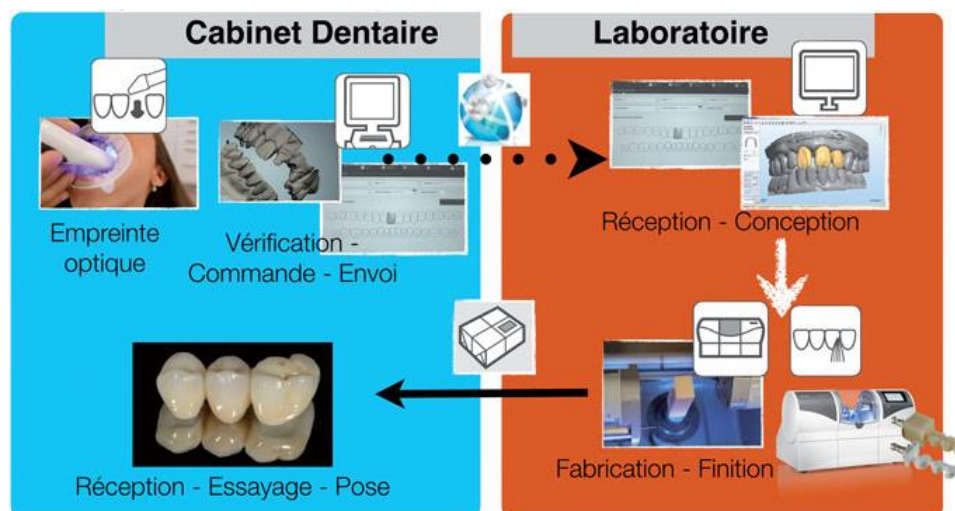 Cabinet Dentaire
Laboratoire
Empreinte
optique
Vérification -
Commande - Envoi
Réception - Conception
Fabrication - Finition
Réception - Essayage - Pose